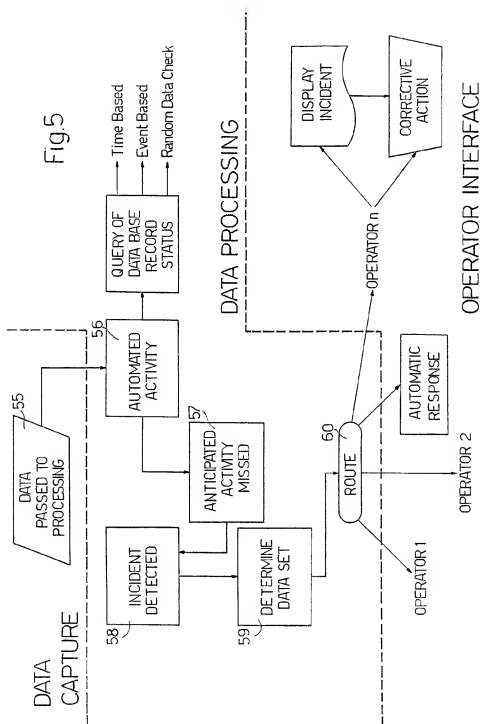 Fig.5
DATA
CAPTURE
DATA
PASSED TO
PROCESSING
55
AUTOMATED
ACTIVITY
56
QUERY OF
DATA BASE
RECORD
STATUS
Time Based
Event Based
Random Data Check
ANTICIPATED
ACTIVITY
MISSED
57
INCIDENT
DETECTED
58
DETERMINE
DATA SET
59
DATA PROCESSING
ROUTE
60
OPERATOR 1
OPERATOR 2
AUTOMATIC
RESPONSE
OPERATOR n
DISPLAY
INCIDENT
CORRECTIVE
ACTION
OPERATOR INTERFACE